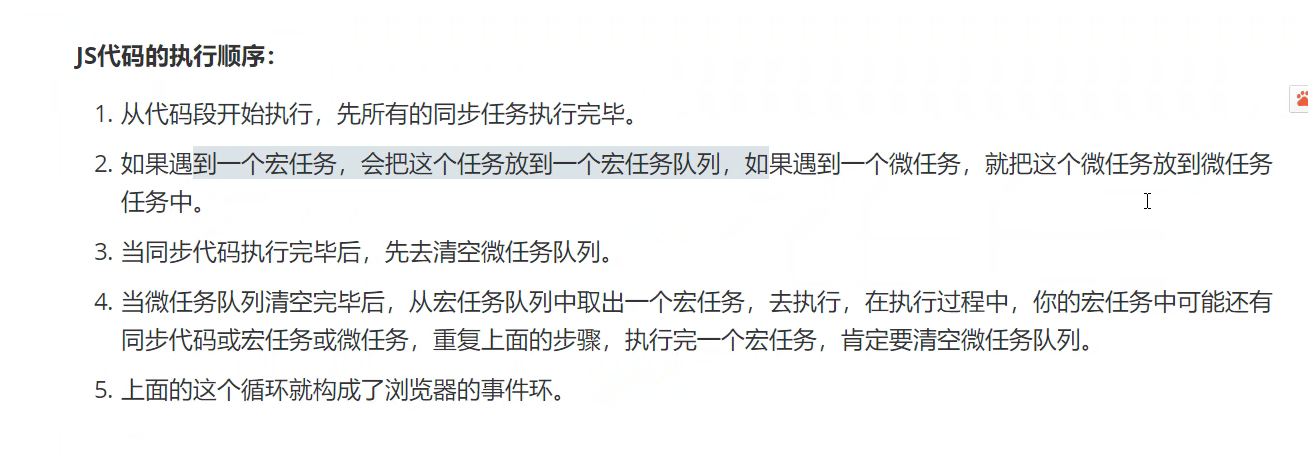 JS代码的执行顺序：
1. 从代码段开始执行，先所有的同步任务执行完毕。
2. 如果遇到一个宏任务，会把这个任务放到一个宏任务队列，如果遇到一个微任务，就把这个微任务放到微任务
任务中。
3. 当同步代码执行完毕后，先去清空微任务队列。
4. 当微任务队列清空完毕后，从宏任务队列中取出一个宏任务，去执行，在执行过程中，你的宏任务中可能还有
同步代码或宏任务或微任务，重复上面的步骤，执行完一个宏任务，肯定要清空微任务队列。
5. 上面的这个循环就构成了浏览器的事件环。